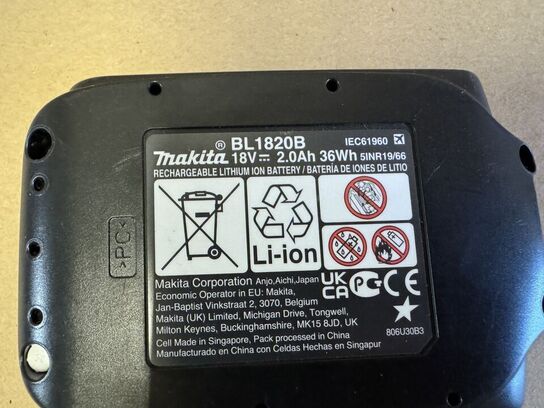 BL1820B
IEC61960
makita® 18V 2.0Ah 36Wh 5INR19/66
RECHARGEABLE LITHIUM ION BATTERY / BATERÍA DE IONES DE LITIO
>PC<
Li-ion
Makita Corporation Anjo,Aichi,Japan
Economic Operator in EU: Makita,
Jan-Baptist Vinkstraat 2, 3070, Belgium
Makita (UK) Limited, Michigan Drive, Tongwell,
Milton Keynes, Buckinghamshire, MK15 8JD, UK
Cell Made in Singapore, Finish Process in China
Manufacturado en China con Celdas Hechas en Singapur
UK
CA
CE
806U30B3